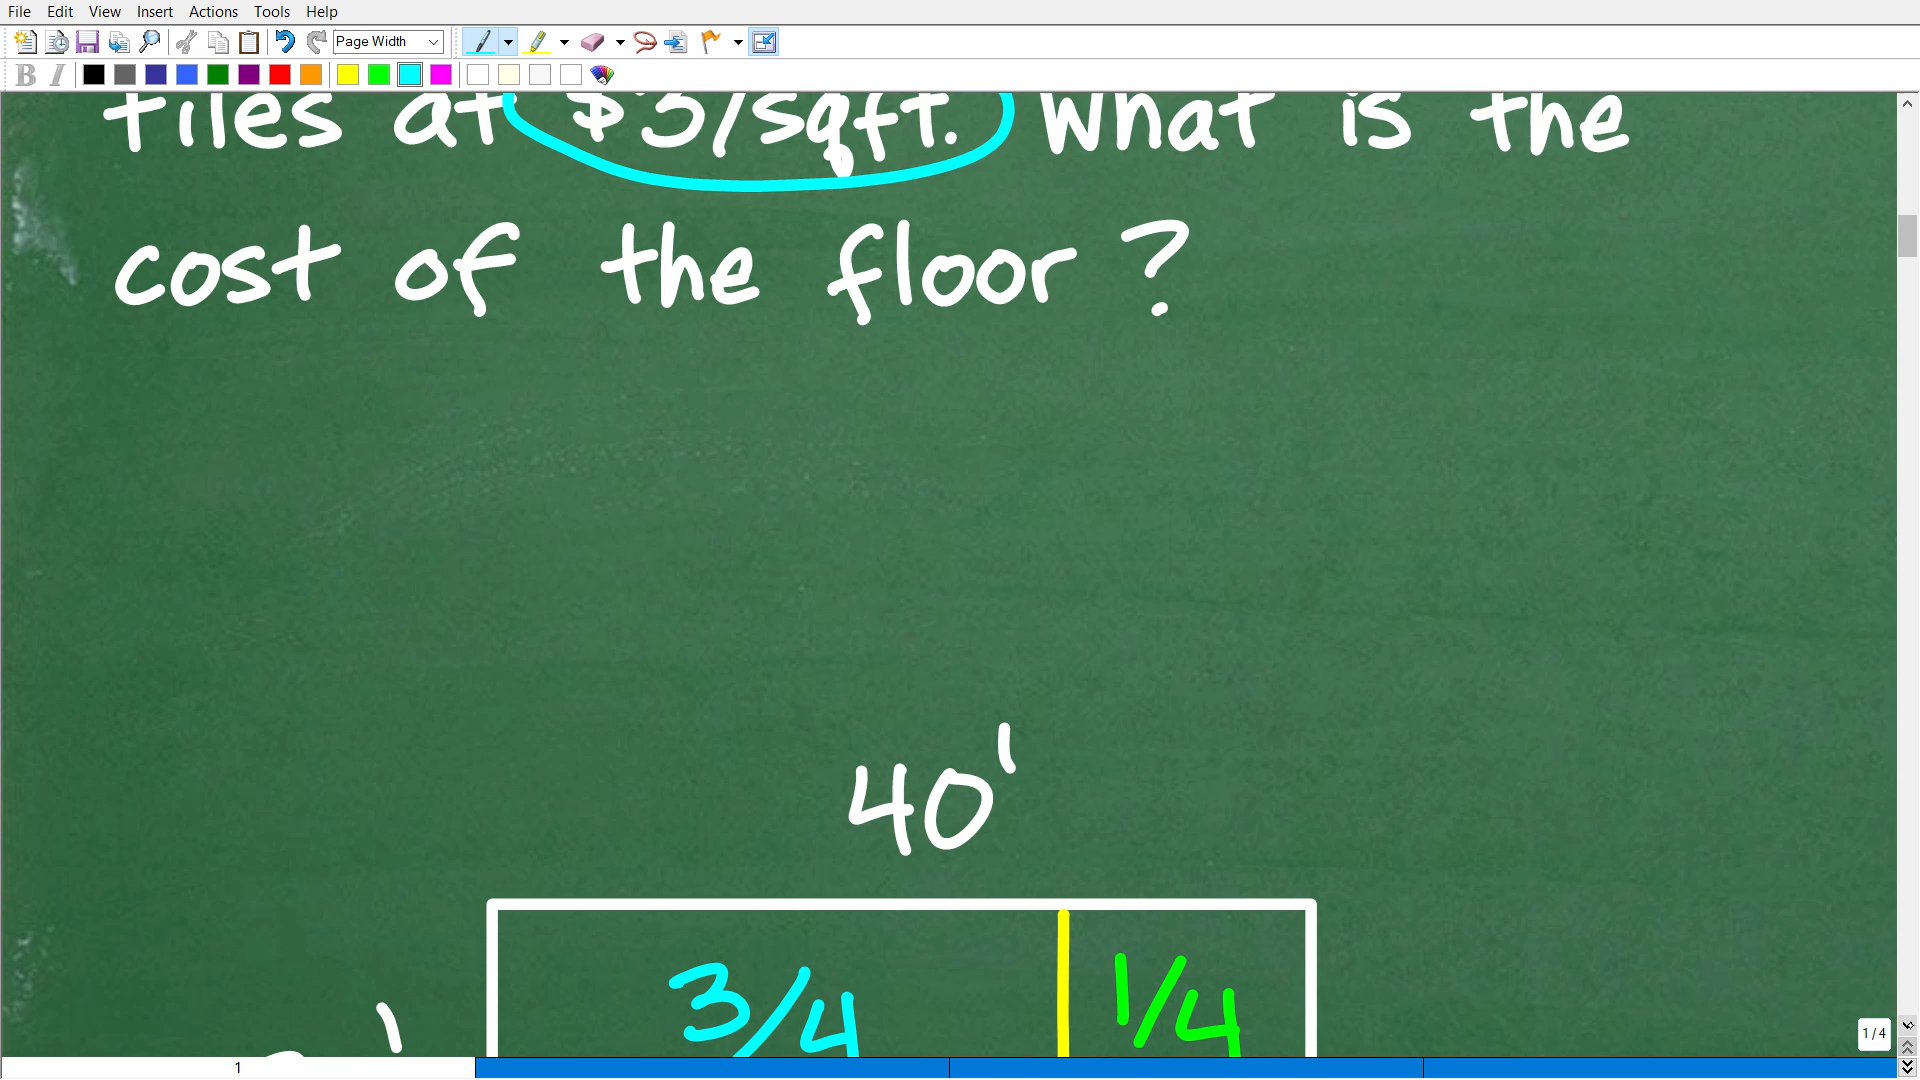 File Edit View Insert Actions Tools Help
Page Width
B I
tiles at $3/sqft. What is the
cost of the floor?
40'
3/4 1/4
1/4
1